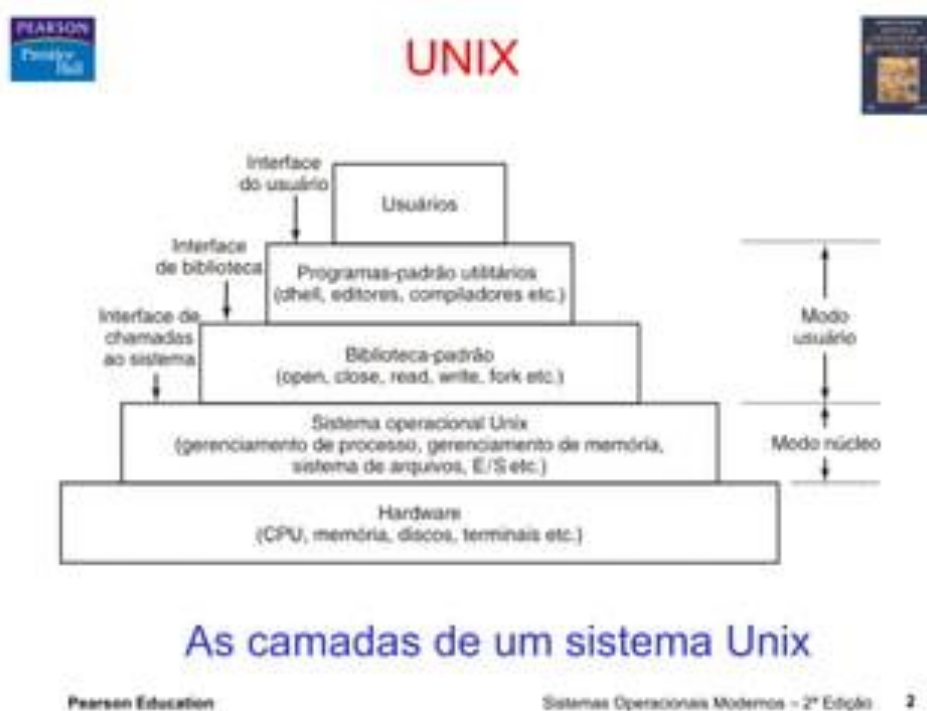 PEARSON
Prentice
Hall
UNIX
Interface
do usuário
Usuários
Interface
de biblioteca
Programas-padrão utilitários
(dhell, editores, compiladores etc.)
Interface de
chamadas
ao sistema
Modo
usuário
Biblioteca-padrão
(open, close, read, write, fork etc.)
Sistema operacional Unix
(gerenciamento de processo, gerenciamento de memória,
sistema de arquivos, E/S etc.)
Modo núcleo
Hardware
(CPU, memória, discos, terminais etc.)
As camadas de um sistema Unix
Pearson Education
Sistemas Operacionais Modernos – 2ª Edição
2